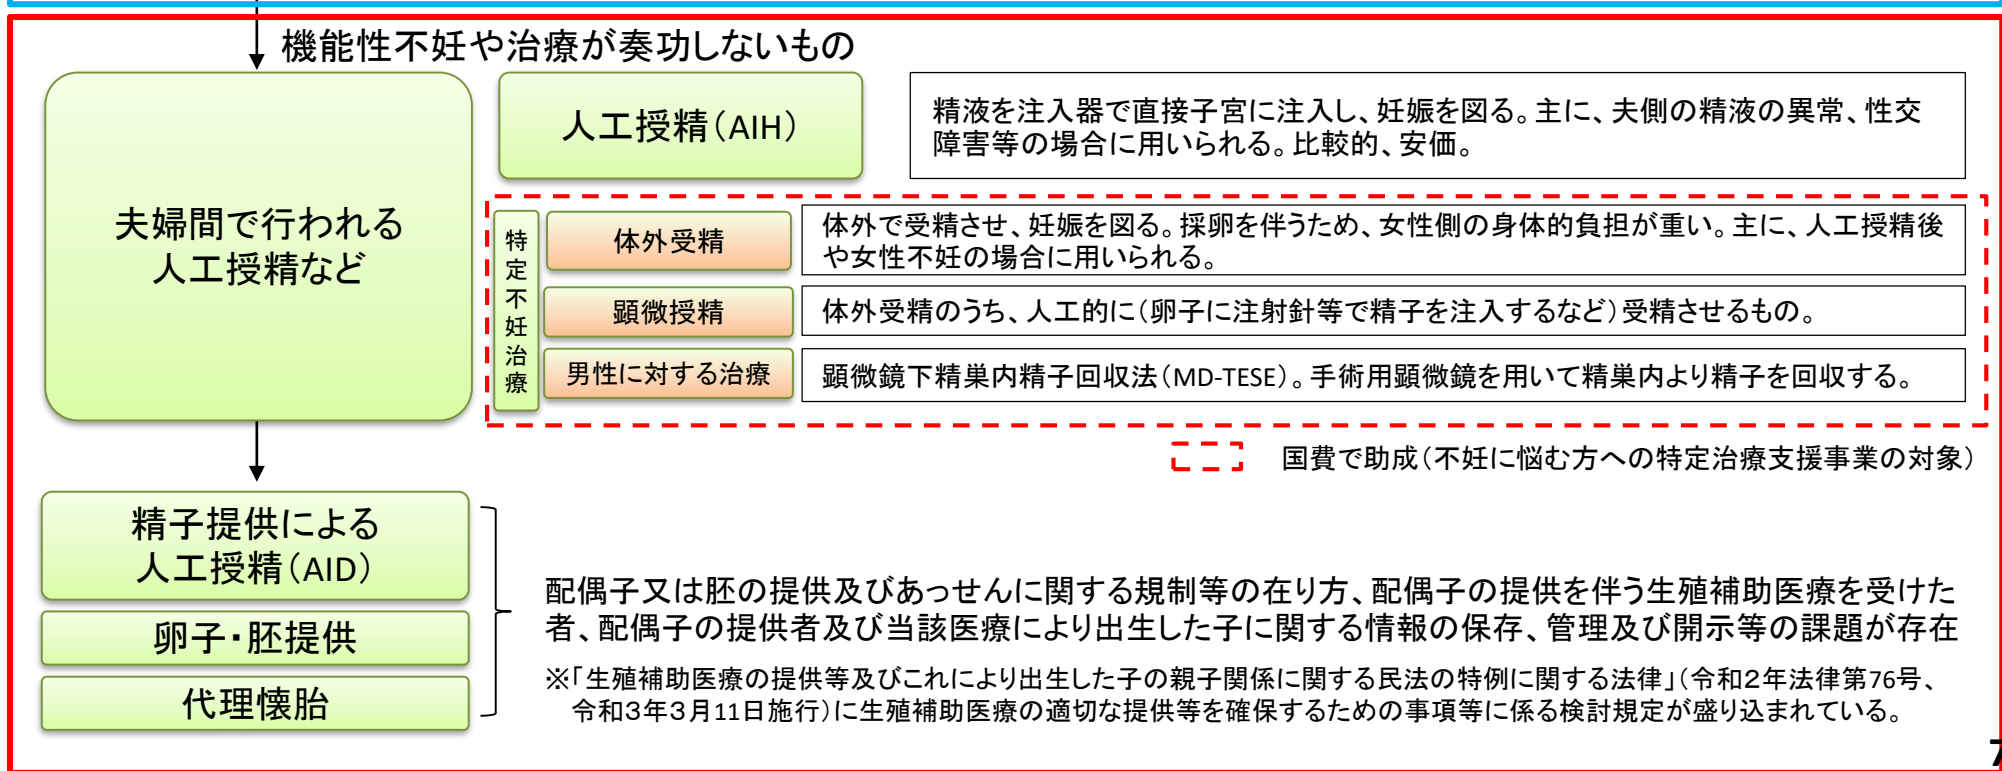 機能性不妊や治療が奏功しないもの
夫婦間で行われる
人工授精など
人工授精（AIH）
精液を注入器で直接子宮に注入し、妊娠を図る。主に、夫側の精液の異常、性交
障害等の場合に用いられる。比較的、安価。
特定不妊治療
体外受精
体外で受精させ、妊娠を図る。採卵を伴うため、女性側の身体的負担が重い。主に、人工授精後
や女性不妊の場合に用いられる。
顕微授精
体外受精のうち、人工的に（卵子に注射針等で精子を注入するなど）受精させるもの。
男性に対する治療
顕微鏡下精巣内精子回収法（MD-TESE）。手術用顕微鏡を用いて精巣内より精子を回収する。
国費で助成（不妊に悩む方への特定治療支援事業の対象）
精子提供による
人工授精（AID）
卵子・胚提供
代理懐胎
配偶子又は胚の提供及びあっせんに関する規制等の在り方、配偶子の提供を伴う生殖補助医療を受けた
者、配偶子の提供者及び当該医療により出生した子に関する情報の保存、管理及び開示等の課題が存在
※「生殖補助医療の提供等及びこれにより出生した子の親子関係に関する民法の特例に関する法律」（令和２年法律第76号、
令和３年３月11日施行）に生殖補助医療の適切な提供等を確保するための事項等に係る検討規定が盛り込まれている。
7